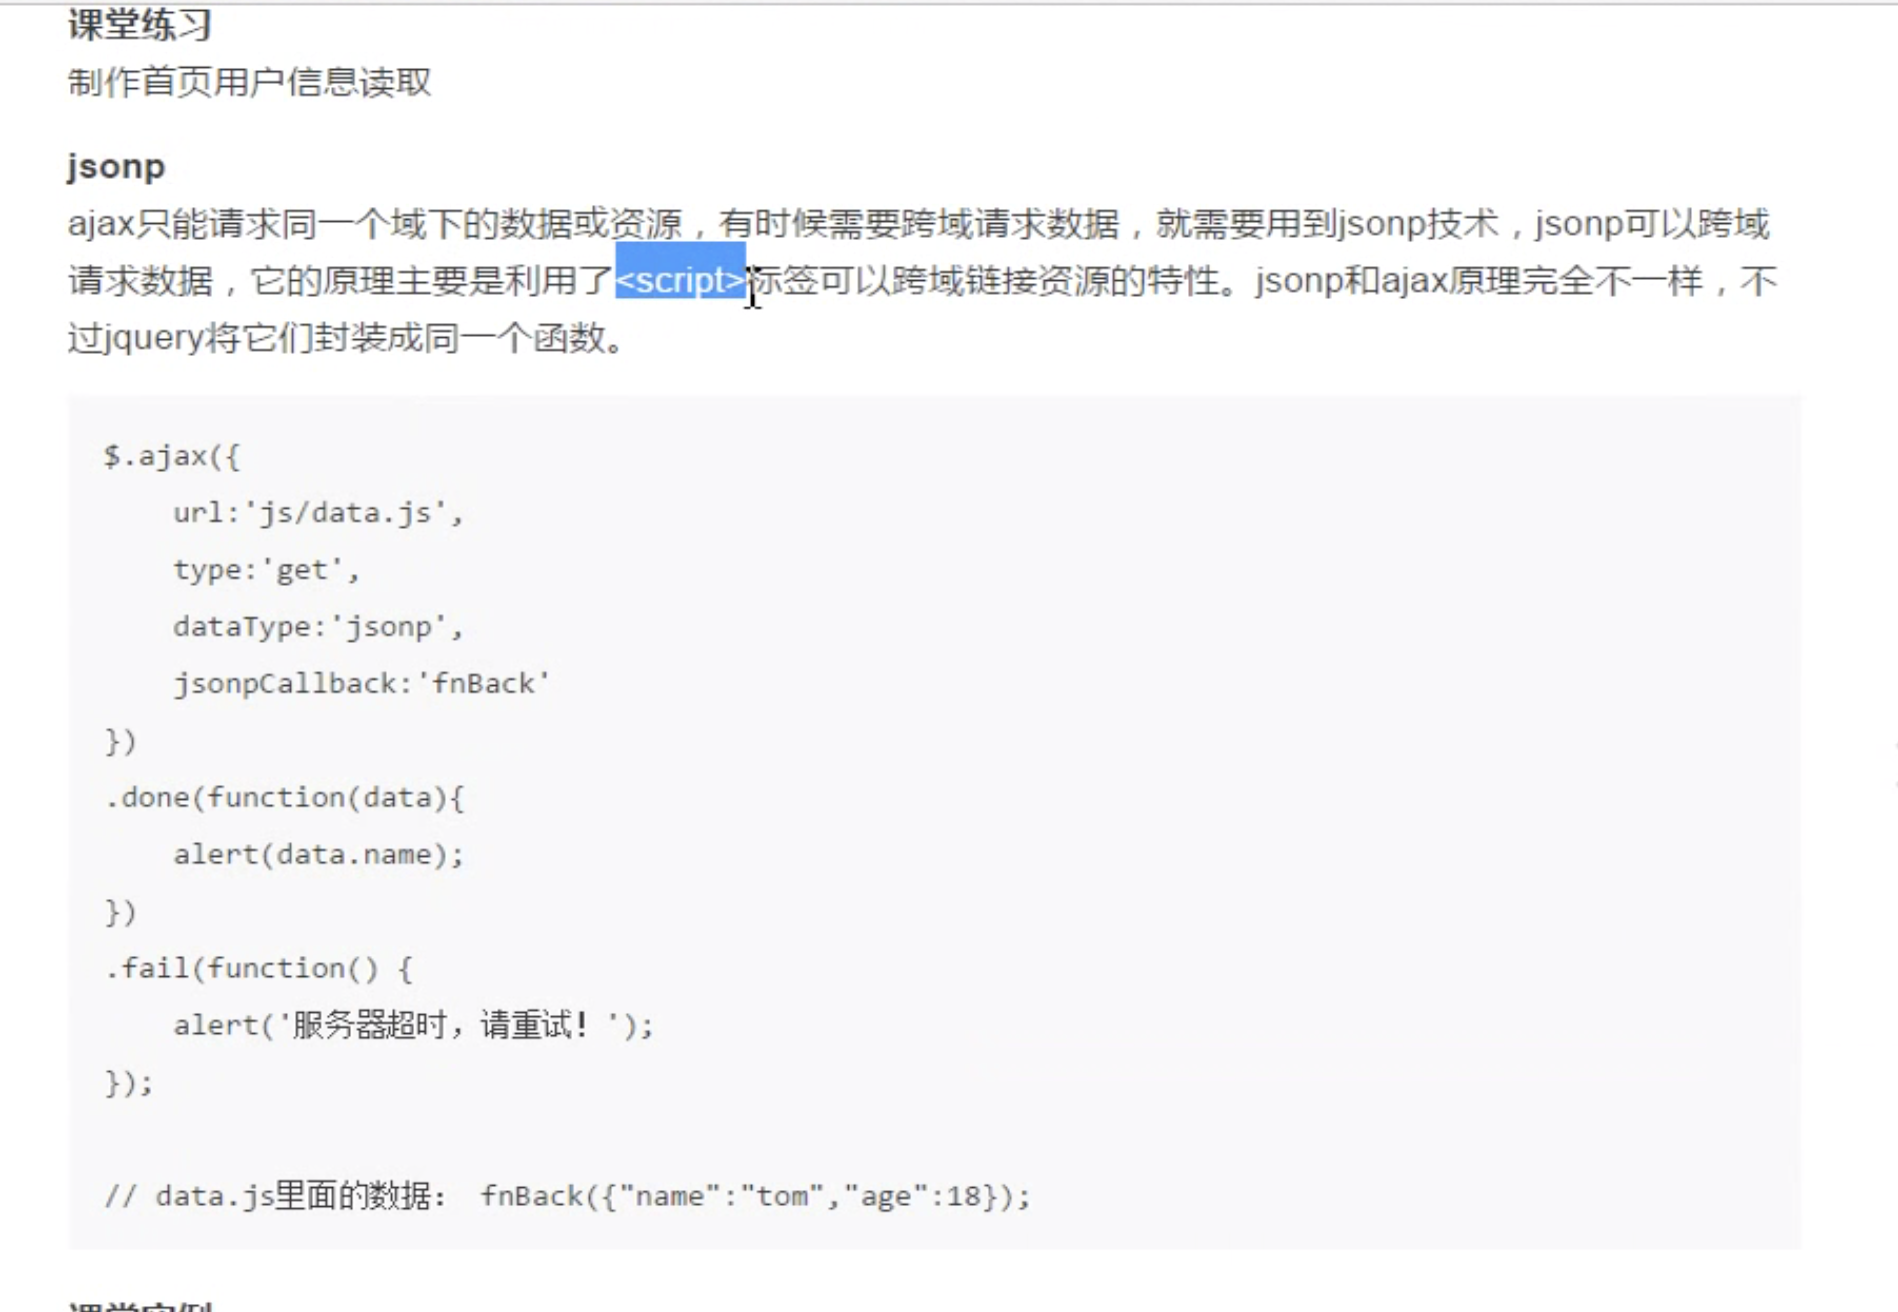 课堂练习
制作首页用户信息读取
jsonp
ajax只能请求同一个域下的数据或资源，有时候需要跨域请求数据，就需要用到jsonp技术，jsonp可以跨域
请求数据，它的原理主要是利用了<script>标签可以跨域链接资源的特性。jsonp和ajax原理完全不一样，不
过jquery将它们封装成同一个函数。
$.ajax({
    url:'js/data.js',
    type:'get',
    dataType:'jsonp',
    jsonpCallback:'fnBack'
})
.done(function(data){
    alert(data.name);
})
.fail(function() {
    alert('服务器超时，请重试！');
});
// data.js里面的数据： fnBack({"name":"tom","age":18});
课堂实例